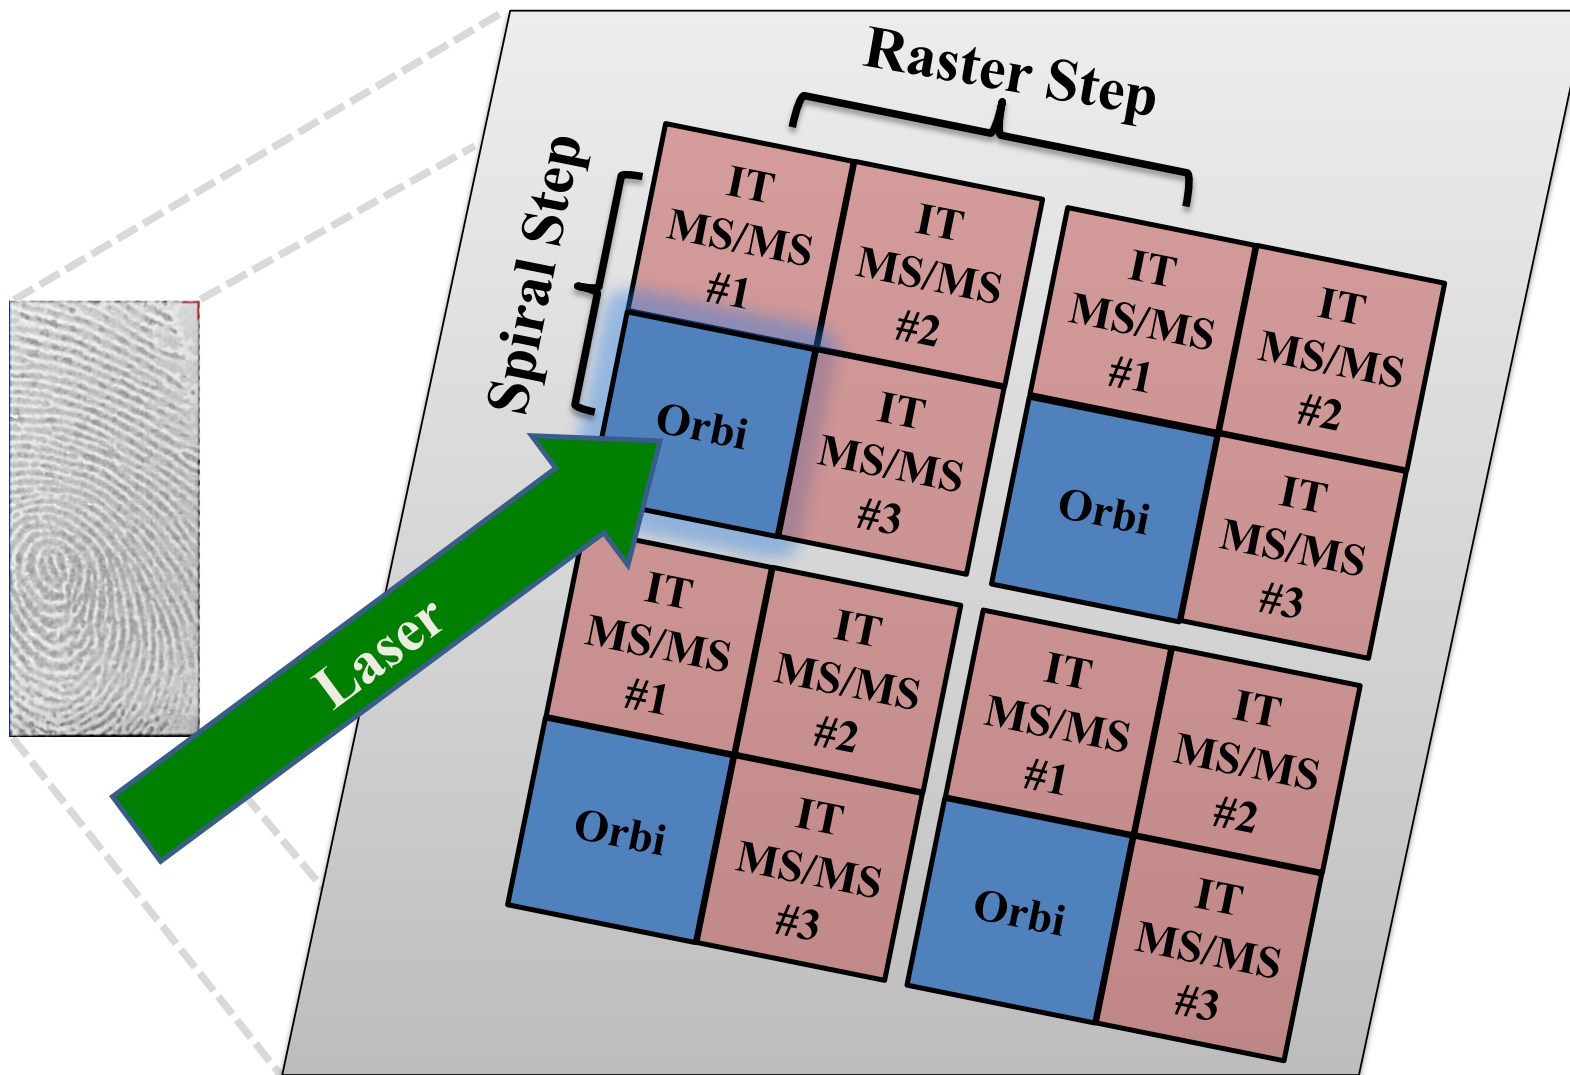 Raster Step
Spiral Step
IT
MS/MS
#1
IT
MS/MS
#2
Orbi
IT
MS/MS
#3
IT
MS/MS
#1
IT
MS/MS
#2
Orbi
IT
MS/MS
#3
Laser
IT
MS/MS
#1
IT
MS/MS
#2
Orbi
IT
MS/MS
#3
IT
MS/MS
#1
IT
MS/MS
#2
Orbi
IT
MS/MS
#3